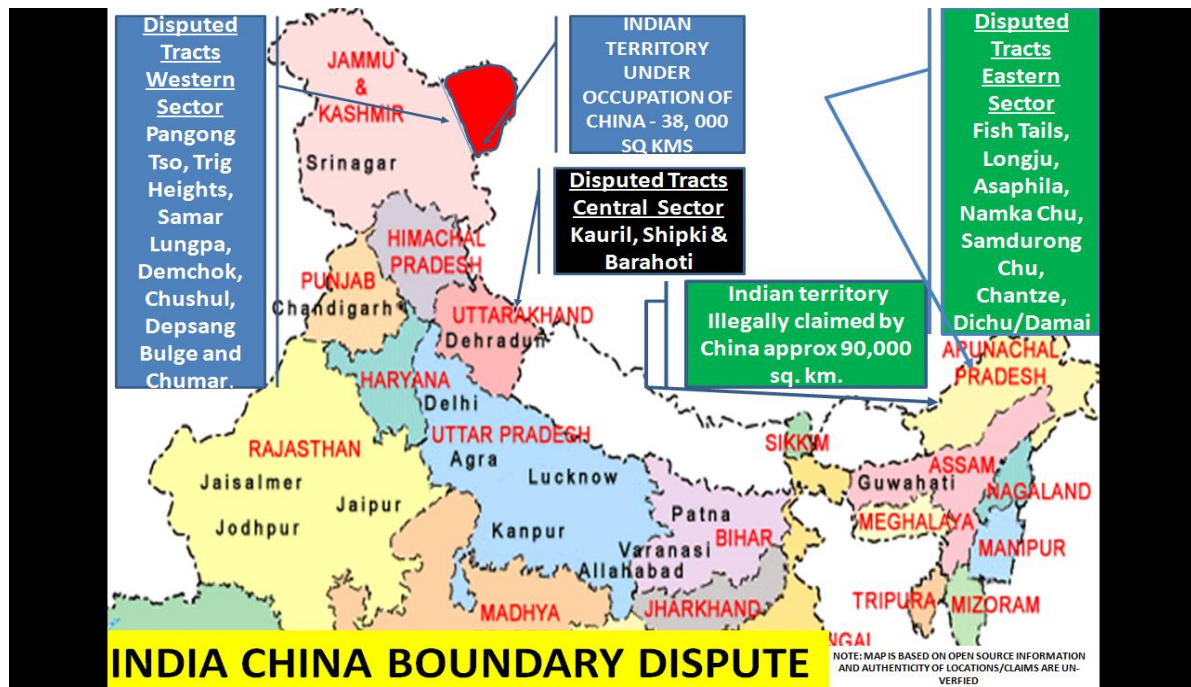 Disputed
Tracts
Western
Sector
Pangong
Tso, Trig
Heights,
Samar
Lungpa,
Demchok,
Chushul,
Depsang
Bulge and
Chumar.
INDIAN
TERRITORY
UNDER
OCCUPATION OF
CHINA - 38, 000
SQ KMS
Disputed Tracts
Central Sector
Kauril, Shipki &
Barahoti
Indian territory
Illegally claimed by
China approx 90,000
sq. km.
Disputed
Tracts
Eastern
Sector
Fish Tails,
Longju,
Asaphila,
Namka Chu,
Samdurong
Chu,
Chantze,
Dichu/Damai
JAMMU
&
KASHMIR
Srinagar
HIMACHAL
PRADESH
PUNJAB
Chandigarh
UTTARAKHAND
Dehradun
HARYANA
Delhi
RAJASTHAN
Jaisalmer
Jaipur
Jodhpur
UTTAR PRADESH
Agra
Lucknow
Kanpur
Varanasi
Allahabad
Patna
BIHAR
MADHYA
JHARKHAND
SIKKIM
ARUNACHAL
PRADESH
ASSAM
Guwahati
NAGALAND
MEGHALAYA
MANIPUR
TRIPURA
MIZORAM
INDIA CHINA BOUNDARY DISPUTE
NOTE: MAP IS BASED ON OPEN SOURCE INFORMATION
AND AUTHENTICITY OF LOCATIONS/CLAIMS ARE UN-
VERFIED